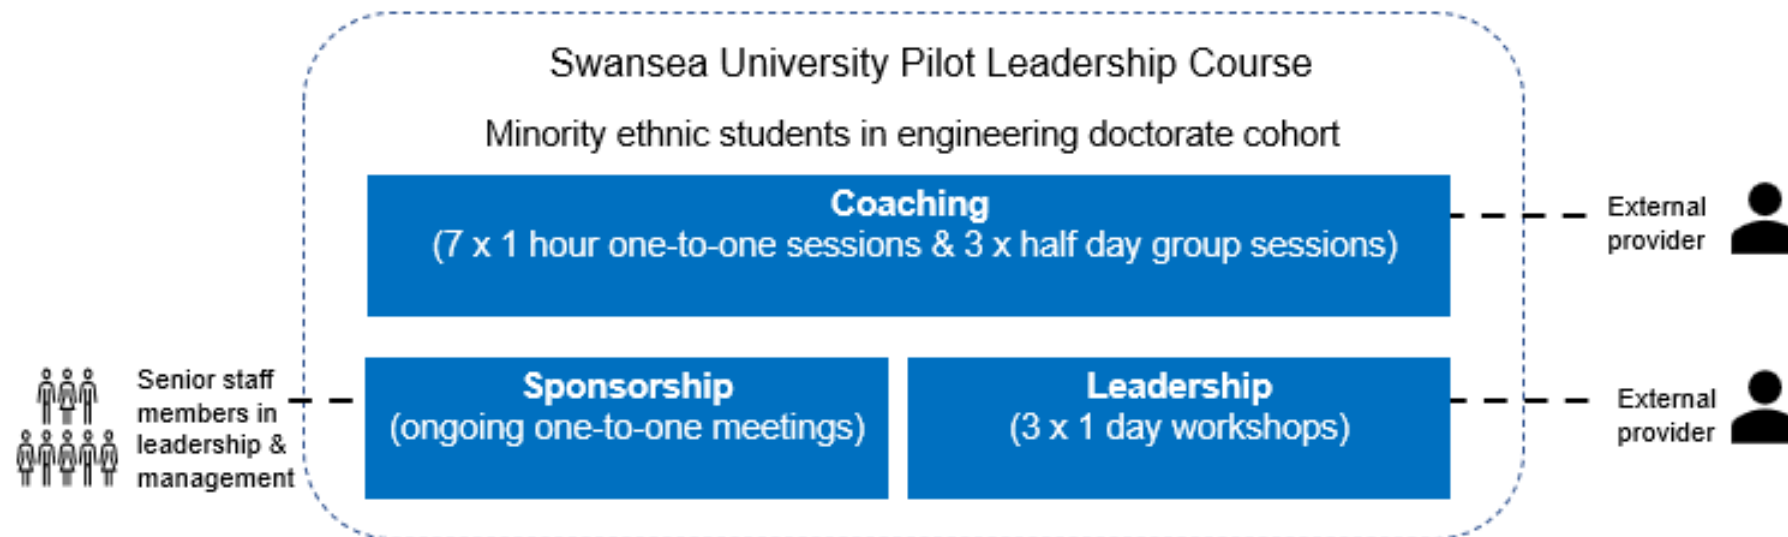 Swansea University Pilot Leadership Course
Minority ethnic students in engineering doctorate cohort
Coaching
(7 x 1 hour one-to-one sessions & 3 x half day group sessions)
External
provider
Senior staff
members in
leadership &
management
Sponsorship
(ongoing one-to-one meetings)
Leadership
(3 x 1 day workshops)
External
provider